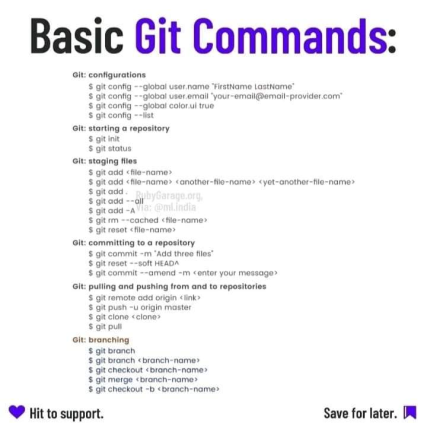 Basic Git Commands:
Git: configurations
$ git config --global user.name "FirstName LastName"
$ git config --global user.email "your-email@email-provider.com"
$ git config --global color.ui true
$ git config --list
Git: starting a repository
$ git init
$ git status
Git: staging files
$ git add <file-name>
$ git add <file-name> <another-file-name> <yet-another-file-name>
$ git add .
RubyGarage.org,
$ git add --all
Via: @ml.india
$ git add -A
$ git rm --cached <file-name>
$ git reset <file-name>
Git: committing to a repository
$ git commit -m "Add three files"
$ git reset --soft HEAD^
$ git commit --amend -m <enter your message>
Git: pulling and pushing from and to repositories
$ git remote add origin <link>
$ git push -u origin master
$ git clone <clone>
$ git pull
Git: branching
$ git branch
$ git branch <branch-name>
$ git checkout <branch-name>
$ git merge <branch-name>
$ git checkout -b <branch-name>
Hit to support.
Save for later.